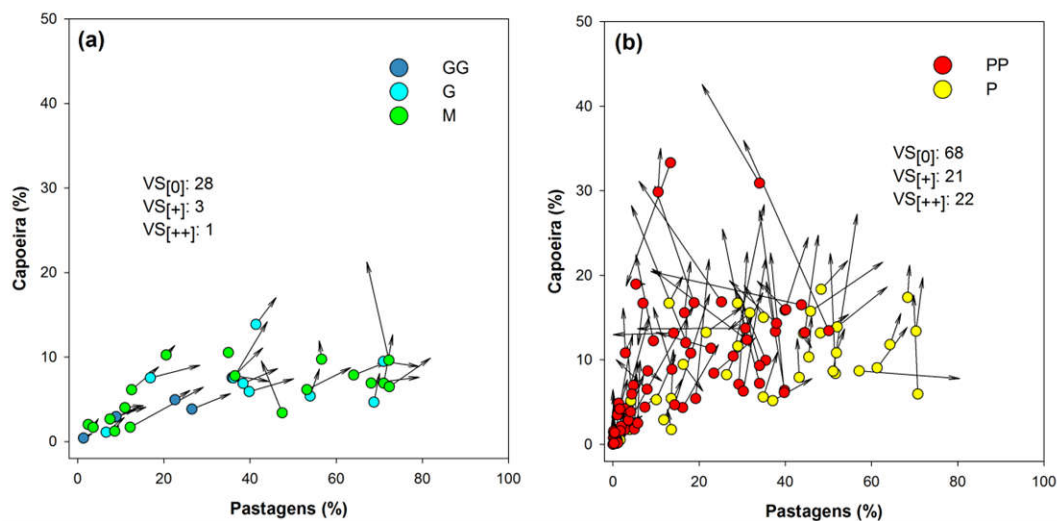 (a)
GG
G
M
VS[0]: 28
VS[+]: 3
VS[++]: 1
Capoeira (%)
50
40
30
20
10
0
0 20 40 60 80 100
Pastagens (%)
(b)
PP
P
VS[0]: 68
VS[+]: 21
VS[++]: 22
Capoeira (%)
50
40
30
20
10
0
0 20 40 60 80 100
Pastagens (%)